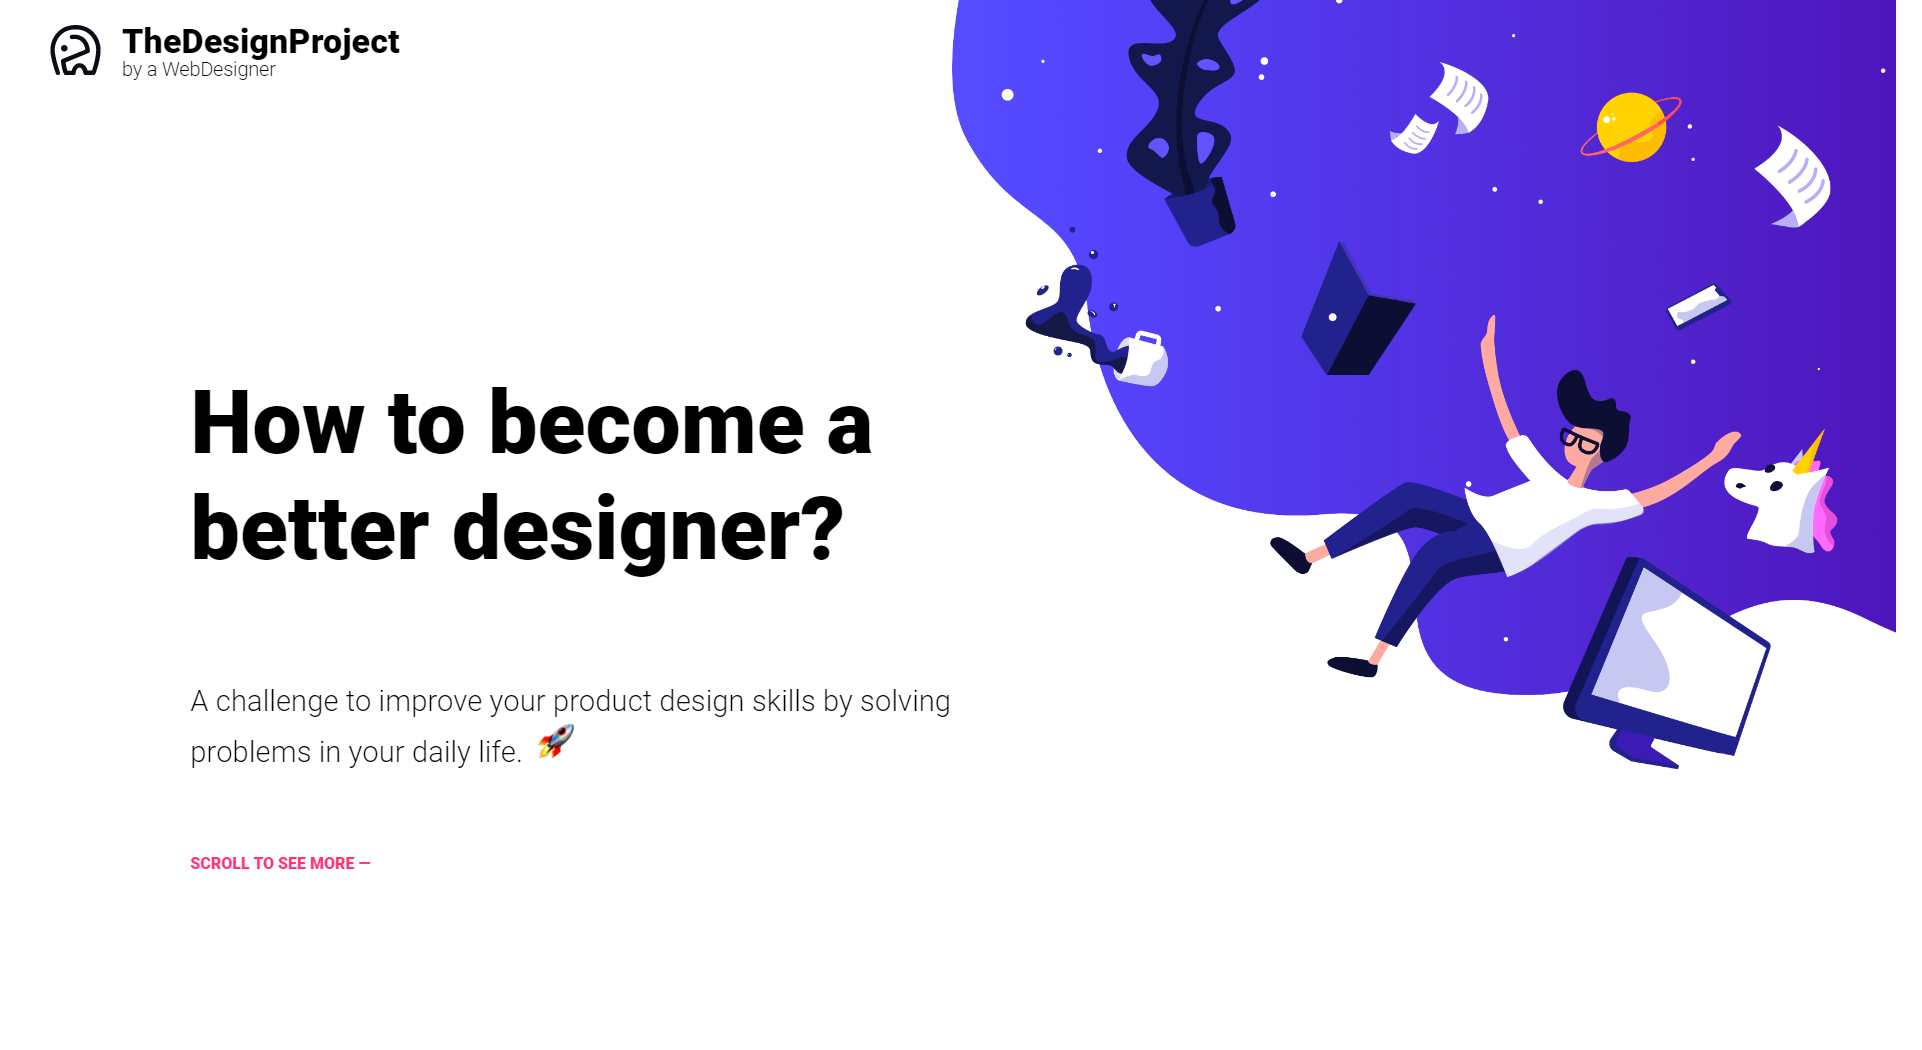 TheDesignProject
by a WebDesigner
How to become a
better designer?
A challenge to improve your product design skills by solving
problems in your daily life. 🚀
SCROLL TO SEE MORE —